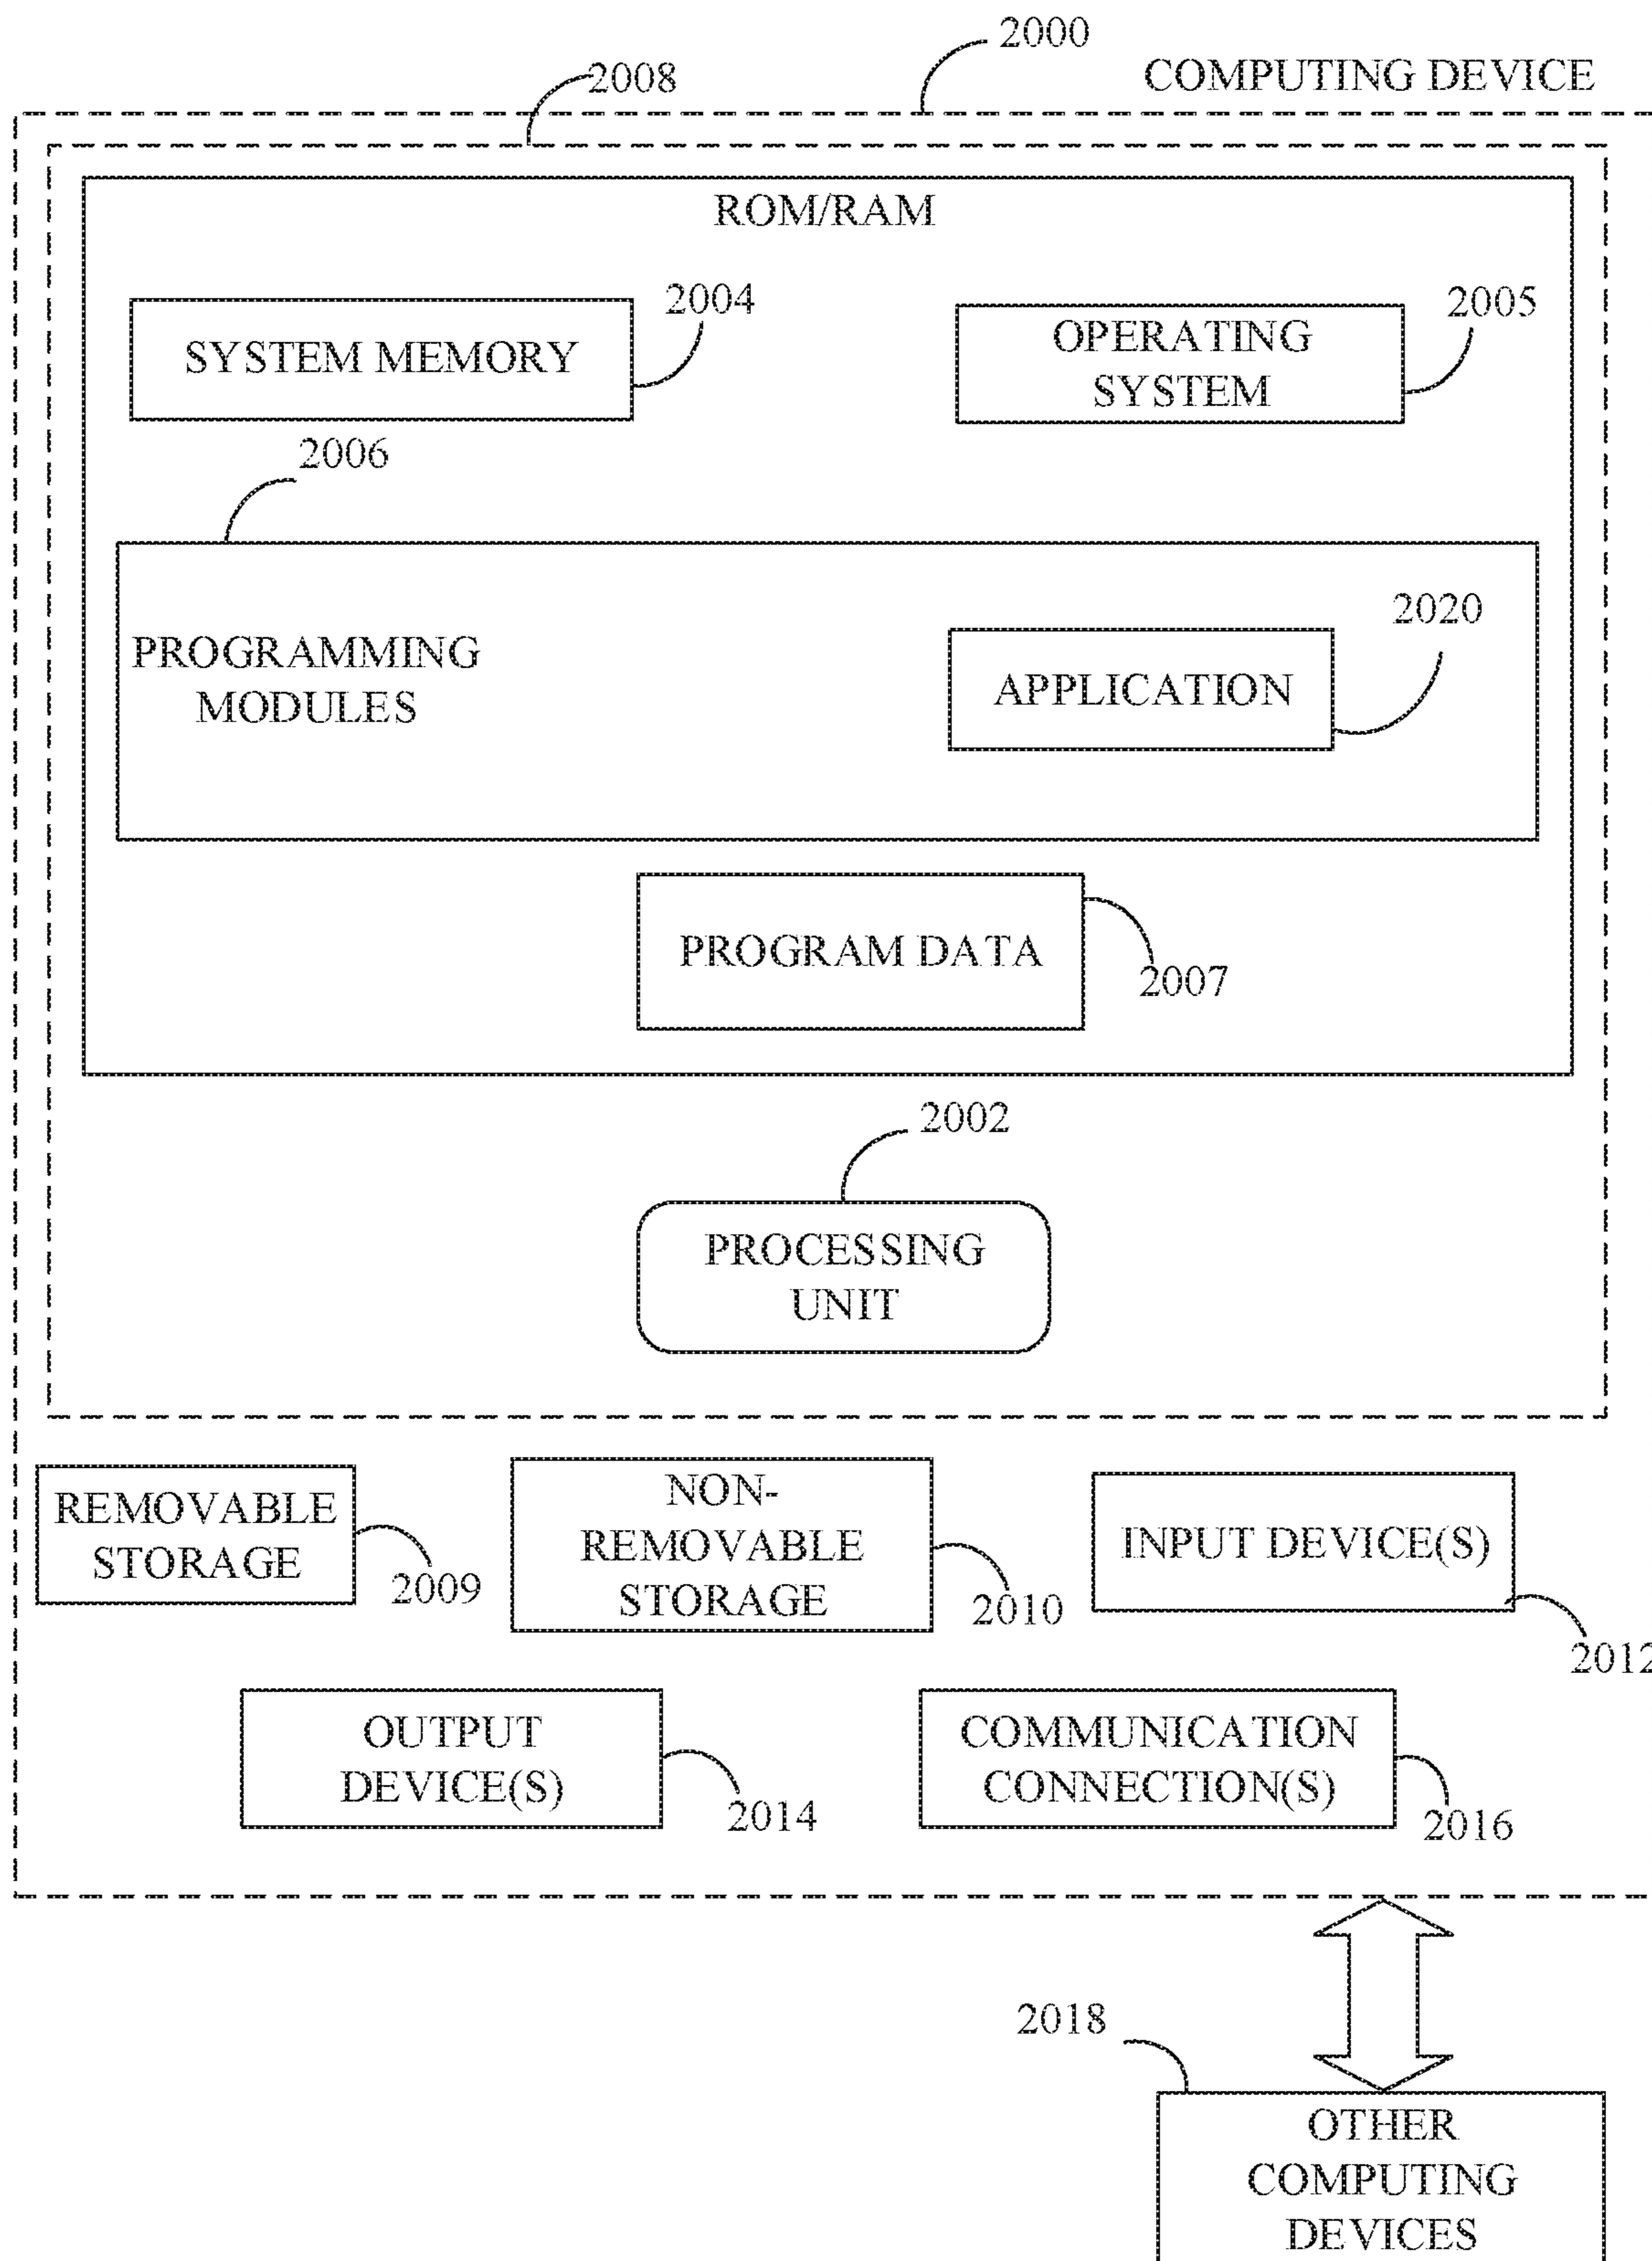 2000
2008
COMPUTING DEVICE
ROM/RAM
SYSTEM MEMORY
2004
OPERATING
SYSTEM
2005
2006
PROGRAMMING
MODULES
2020
APPLICATION
PROGRAM DATA
2007
2002
PROCESSING
UNIT
REMOVABLE
STORAGE
2009
NON-
REMOVABLE
STORAGE
2010
INPUT DEVICE(S)
2012
OUTPUT
DEVICE(S)
2014
COMMUNICATION
CONNECTION(S)
2016
2018
OTHER
COMPUTING
DEVICES